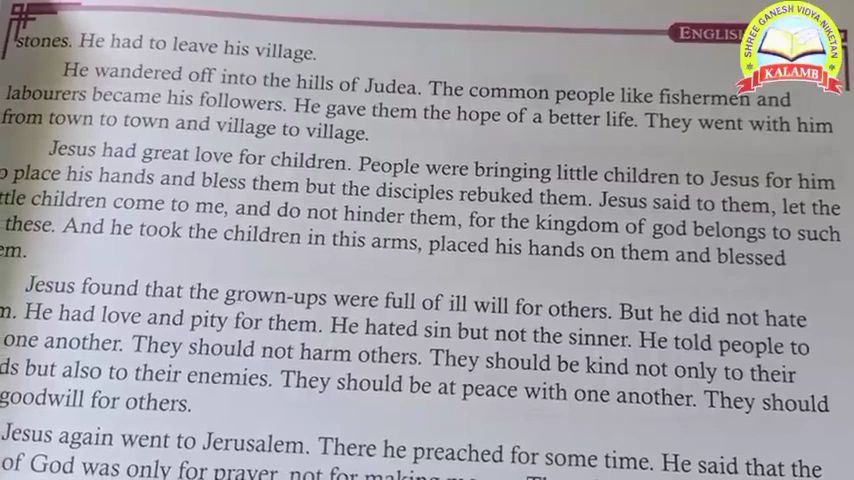 ENGLISH
SHREE GANESH VIDYA-NIKETAN
KALAMB
stones. He had to leave his village.
He wandered off into the hills of Judea. The common people like fishermen and
labourers became his followers. He gave them the hope of a better life. They went with him
from town to town and village to village.
Jesus had great love for children. People were bringing little children to Jesus for him
o place his hands and bless them but the disciples rebuked them. Jesus said to them, let the
ttle children come to me, and do not hinder them, for the kingdom of god belongs to such
these. And he took the children in this arms, placed his hands on them and blessed
em.
Jesus found that the grown-ups were full of ill will for others. But he did not hate
m. He had love and pity for them. He hated sin but not the sinner. He told people to
one another. They should not harm others. They should be kind not only to their
ds but also to their enemies. They should be at peace with one another. They should
goodwill for others.
Jesus again went to Jerusalem. There he preached for some time. He said that the
of God was only for prayer, not for making